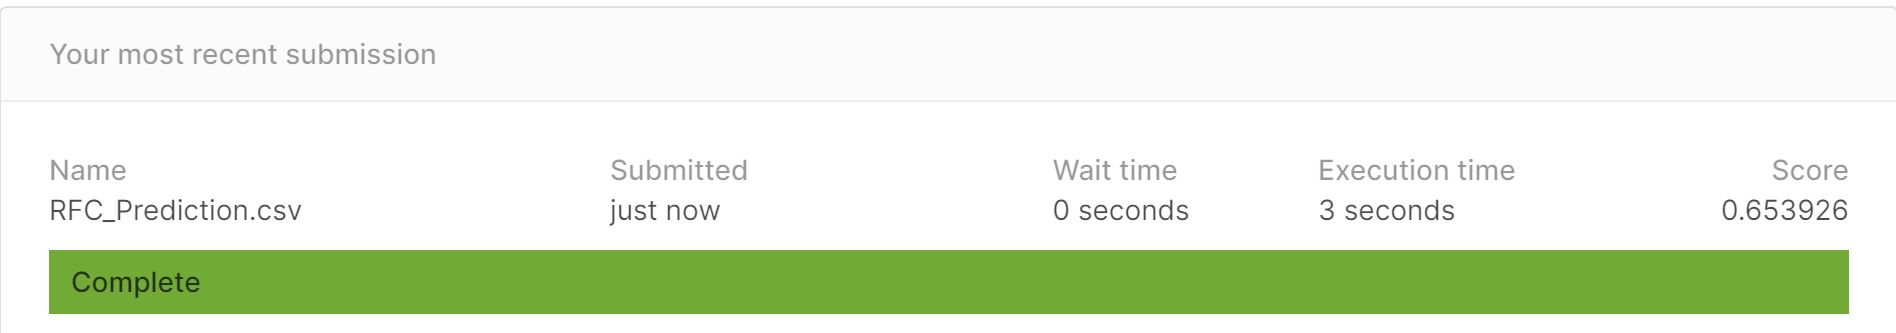 Your most recent submission
Name Submitted Wait time Execution time Score
RFC_Prediction.csv just now 0 seconds 3 seconds 0.653926
Complete